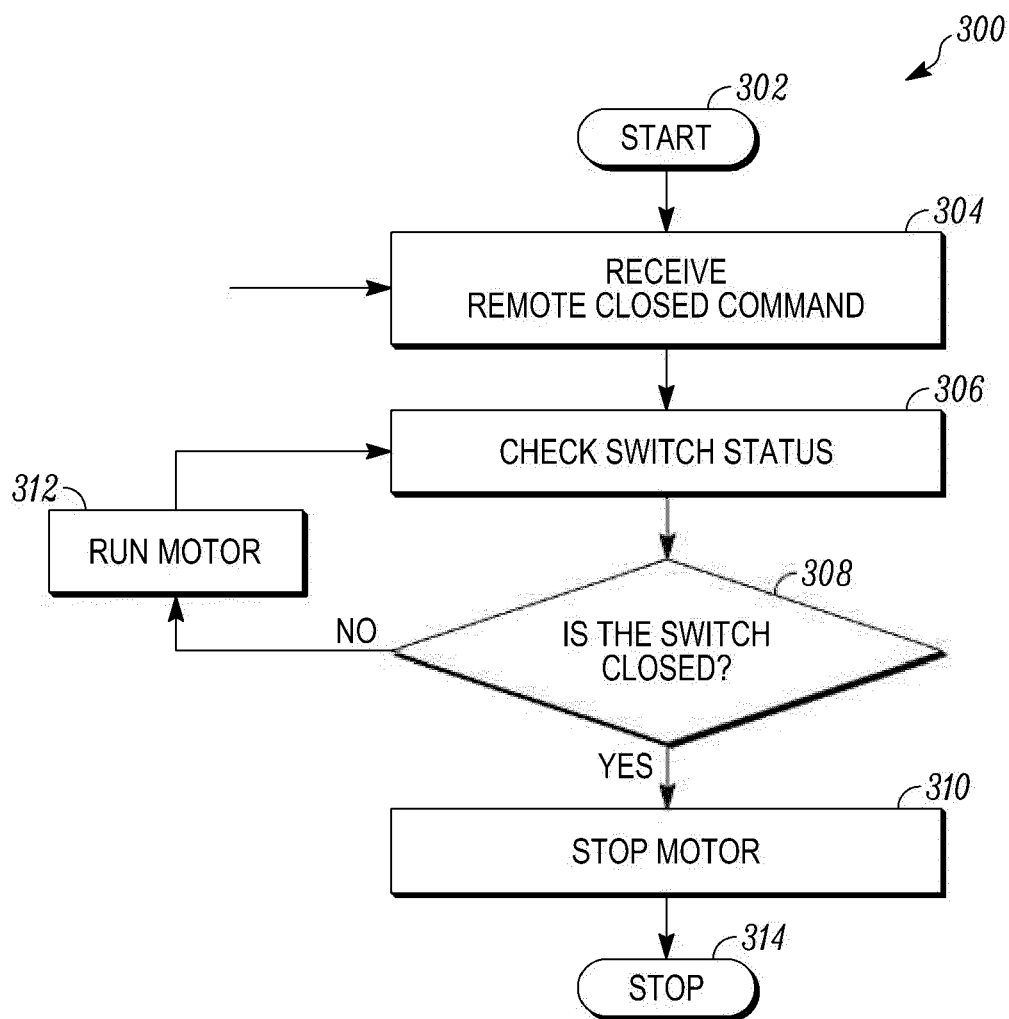 300
302
START
304
RECEIVE
REMOTE CLOSED COMMAND
306
CHECK SWITCH STATUS
312
RUN MOTOR
308
IS THE SWITCH
CLOSED?
NO
YES
310
STOP MOTOR
314
STOP